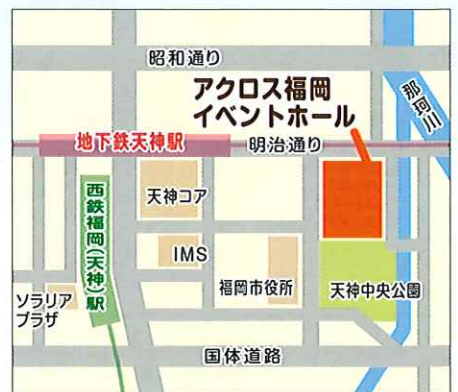 昭和通り
アクロス福岡
イベントホール
那珂川
地下鉄天神駅
明治通り
西鉄福岡(天神)駅
天神コア
IMS
福岡市役所
天神中央公園
ソラリア
プラザ
国体道路